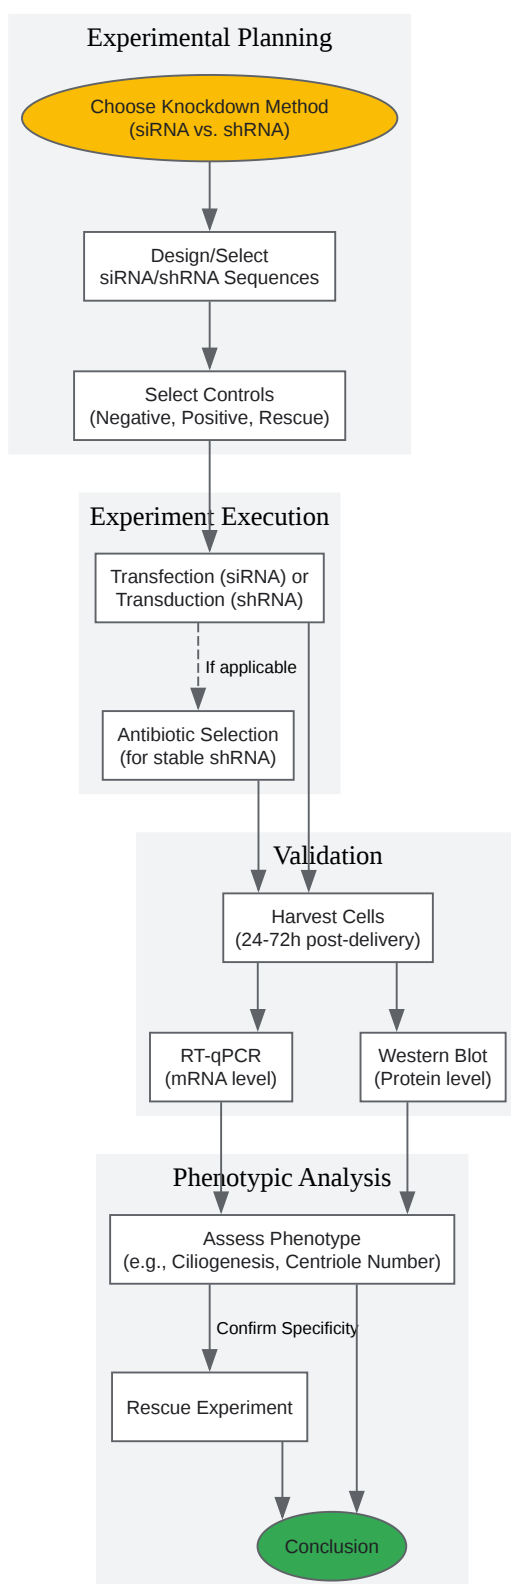 Experimental Planning
Choose Knockdown Method
(siRNA vs. shRNA)
Design/Select
siRNA/shRNA Sequences
Select Controls
(Negative, Positive, Rescue)
Experiment Execution
Transfection (siRNA) or
Transduction (shRNA)
If applicable
Antibiotic Selection
(for stable shRNA)
Validation
Harvest Cells
(24-72h post-delivery)
RT-qPCR
(mRNA level)
Western Blot
(Protein level)
Phenotypic Analysis
Assess Phenotype
(e.g., Ciliogenesis, Centriole Number)
Confirm Specificity
Rescue Experiment
Conclusion